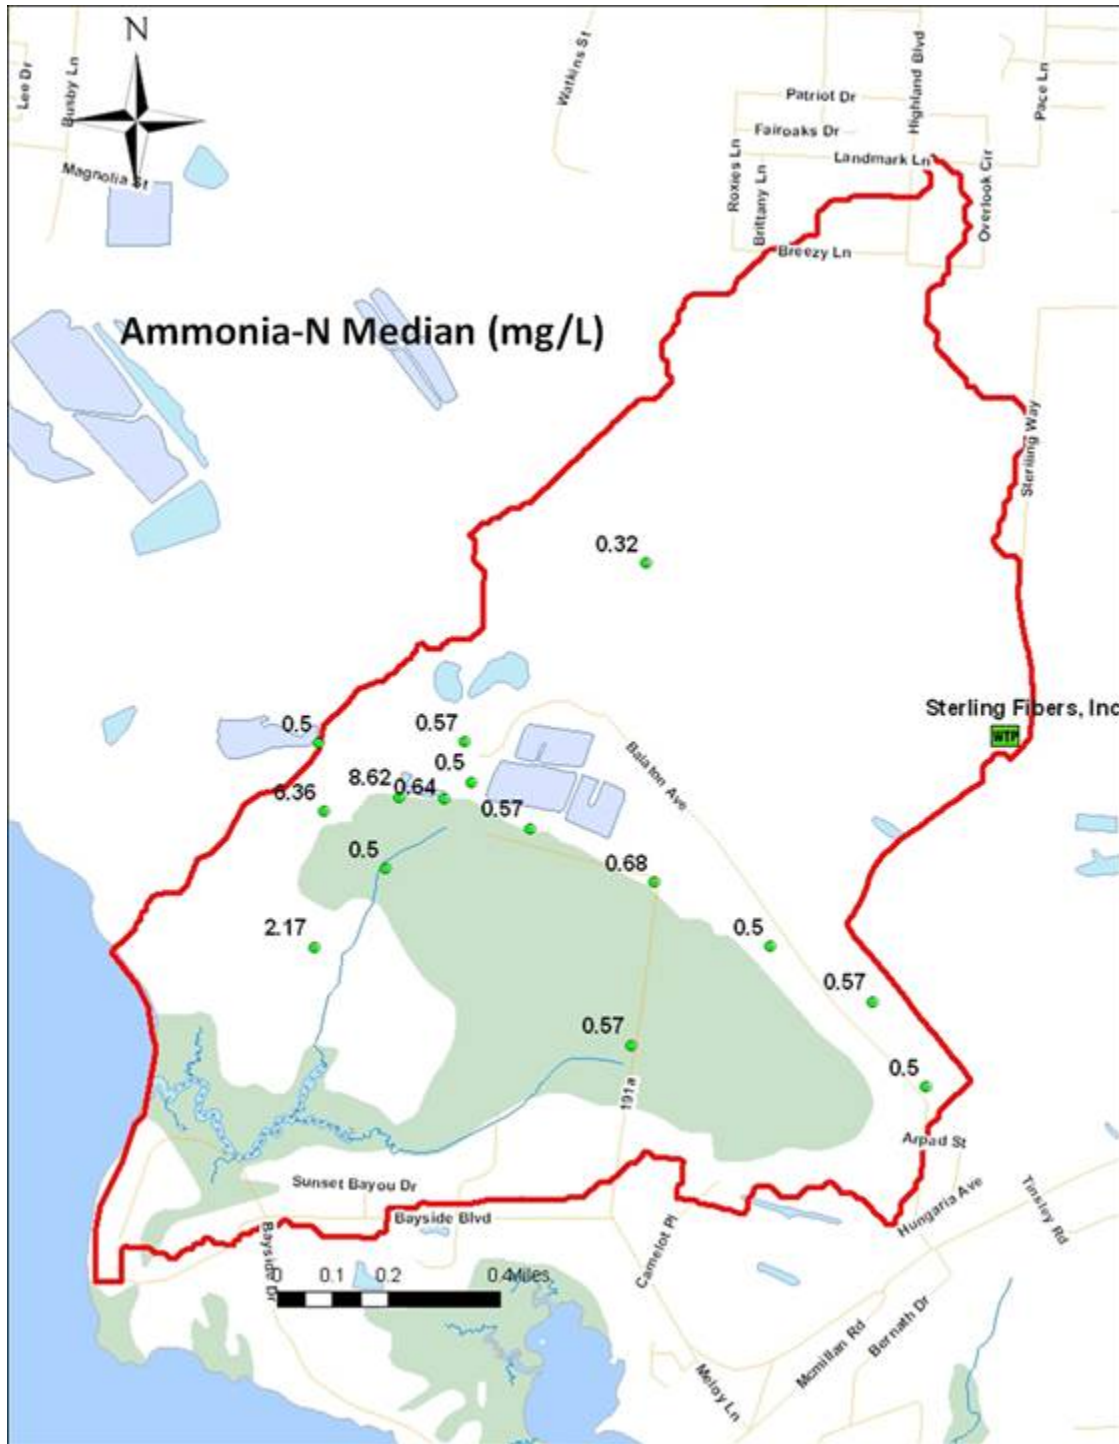 N
Lee Dr
Busby Ln
Magnolia St
Watkins St
Patriot Dr
Fairoaks Dr
Landmark Ln
Highland Blvd
Pace Ln
Roxies Ln
Brittany Ln
Overlook Cir
Breezy Ln
Ammonia-N Median (mg/L)
Sterling Way
0.32
Sterling Fibers, Inc
WTP
0.5
0.57
0.5
8.62
0.64
6.36
0.57
Balaton Ave
0.5
0.68
2.17
0.5
0.57
0.57
0.5
191a
Arpad St
Sunset Bayou Dr
Bayside Blvd
Hungaria Ave
Tinsley Rd
Camelot Pl
Bayside Dr
0 0.1 0.2 0.4 Miles
Bernath Dr
Mcmillan Rd
Meloy Ln